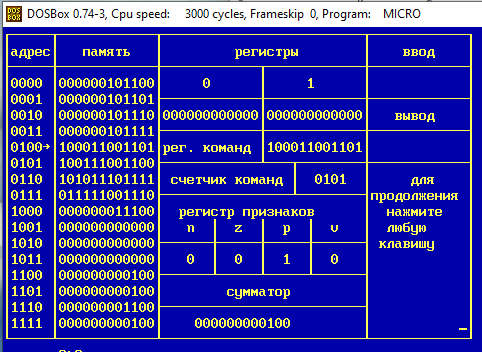 DOSBox 0.74-3, Cpu speed: 3000 cycles, Frameskip 0, Program: MICRO
адрес память регистры ввод
0000 000000101100 0 1
0001 000000101101
0010 000000101110 000000000000 000000000000 вывод
0011 000000101111
0100→ 100011001101 рег. команд 100011001101
0101 100111001100
0110 101011101111 счетчик команд 0101 для
0111 011111001110 продолжения
1000 000000011100 регистр признаков нажмите
1001 000000000000 n z p v любую
1010 000000000000 клавишу
1011 000000000000 0 0 1 0
1100 000000000100
1101 000000000100 сумматор
1110 000000001100
1111 000000000100 000000000100